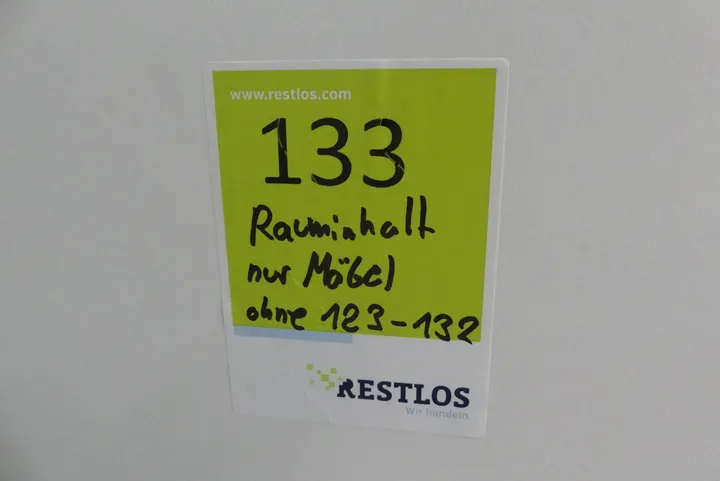 www.restlos.com
133
Rauminhalt
nur Möbel
ohne 123-132
RESTLOS
Wir handeln.